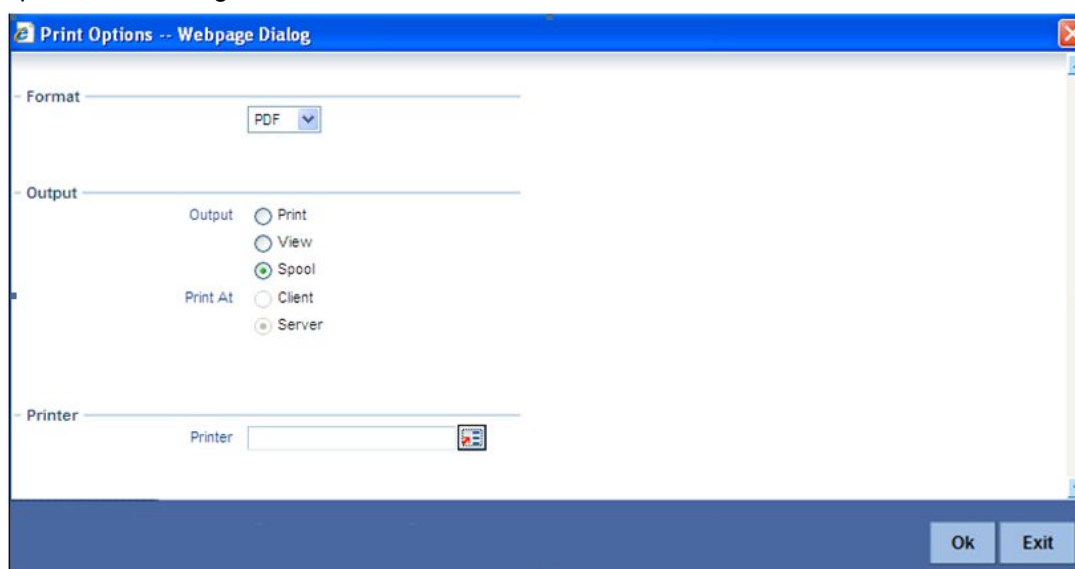 Print Options -- Webpage Dialog
Format
PDF
Output
Output Print
View
Spool
Print At Client
Server
Printer
Printer
Ok Exit